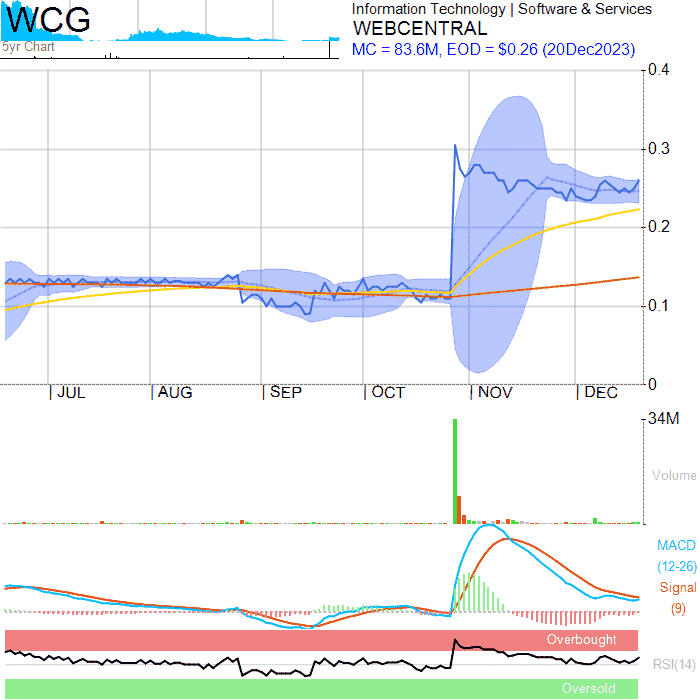 WCG
5yr Chart
Information Technology | Software & Services
WEBCENTRAL
MC = 83.6M, EOD = $0.26 (20Dec2023)
0.4
0.3
0.2
0.1
0
JUL AUG SEP OCT NOV DEC
34M
Volume
MACD
(12-26)
Signal
(9)
Overbought
RSI(14)
Oversold